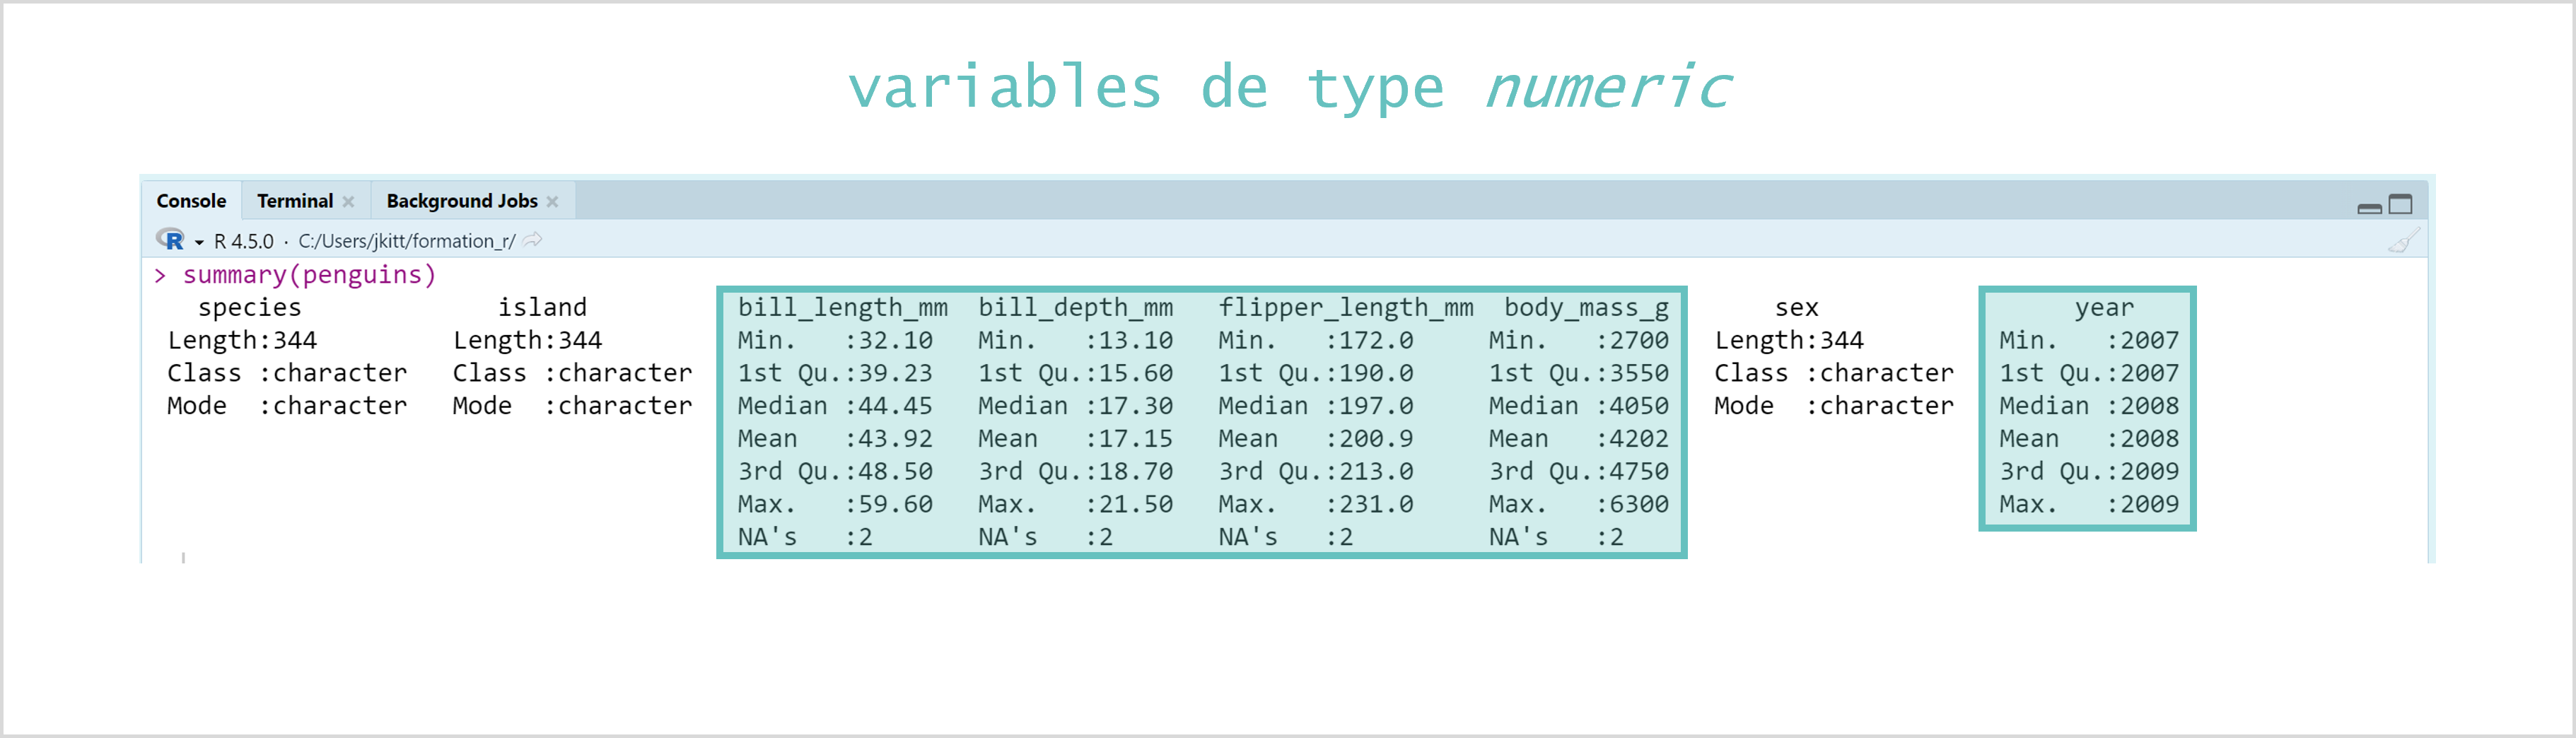 variables de type numeric
Console Terminal Background Jobs
R 4.5.0 · C:/Users/jkitt/formation_r/
> summary(penguins)
species island bill_length_mm bill_depth_mm flipper_length_mm body_mass_g sex year
Length:344 Length:344 Min. :32.10 Min. :13.10 Min. :172.0 Min. :2700 Length:344 Min. :2007
Class :character Class :character 1st Qu.:39.23 1st Qu.:15.60 1st Qu.:190.0 1st Qu.:3550 Class :character 1st Qu.:2007
Mode :character Mode :character Median :44.45 Median :17.30 Median :197.0 Median :4050 Mode :character Median :2008
Mean :43.92 Mean :17.15 Mean :200.9 Mean :4202 Mean :2008
3rd Qu.:48.50 3rd Qu.:18.70 3rd Qu.:213.0 3rd Qu.:4750 3rd Qu.:2009
Max. :59.60 Max. :21.50 Max. :231.0 Max. :6300 Max. :2009
NA's :2 NA's :2 NA's :2 NA's :2